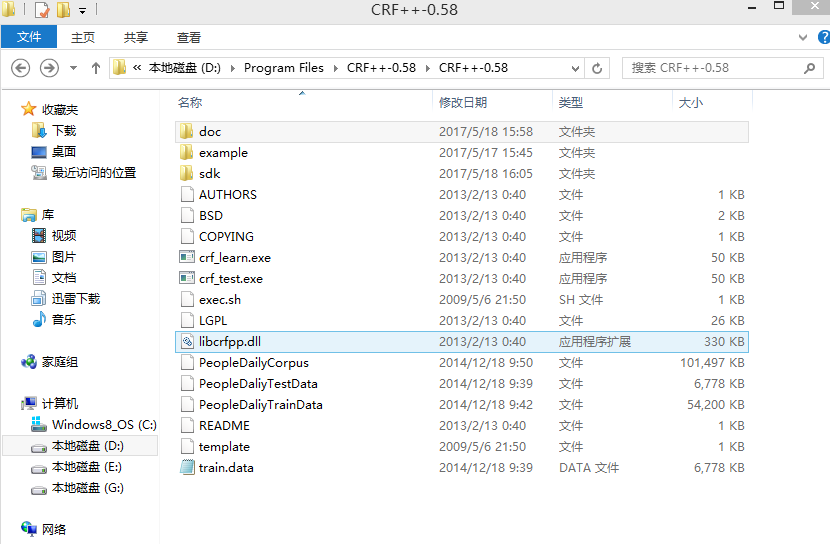 CRF++-0.58
文件 主页 共享 查看
« 本地磁盘 (D:) Program Files CRF++-0.58 CRF++-0.58 搜索 CRF++-0.58
名称 修改日期 类型 大小
收藏夹
下载
桌面
最近访问的位置
库
视频
图片
文档
迅雷下载
音乐
家庭组
计算机
Windows8_OS (C:)
本地磁盘 (D:)
本地磁盘 (E:)
本地磁盘 (G:)
网络
doc 2017/5/18 15:58 文件夹
example 2017/5/17 15:45 文件夹
sdk 2017/5/18 16:05 文件夹
AUTHORS 2013/2/13 0:40 文件 1 KB
BSD 2013/2/13 0:40 文件 2 KB
COPYING 2013/2/13 0:40 文件 1 KB
crf_learn.exe 2013/2/13 0:40 应用程序 50 KB
crf_test.exe 2013/2/13 0:40 应用程序 50 KB
exec.sh 2009/5/6 21:50 SH 文件 1 KB
LGPL 2013/2/13 0:40 文件 26 KB
libcrfpp.dll 2013/2/13 0:40 应用程序扩展 330 KB
PeopleDailyCorpus 2014/12/18 9:50 文件 101,497 KB
PeopleDaliyTestData 2014/12/18 9:39 文件 6,778 KB
PeopleDaliyTrainData 2014/12/18 9:42 文件 54,200 KB
README 2013/2/13 0:40 文件 1 KB
template 2009/5/6 21:50 文件 1 KB
train.data 2014/12/18 9:39 DATA 文件 6,778 KB